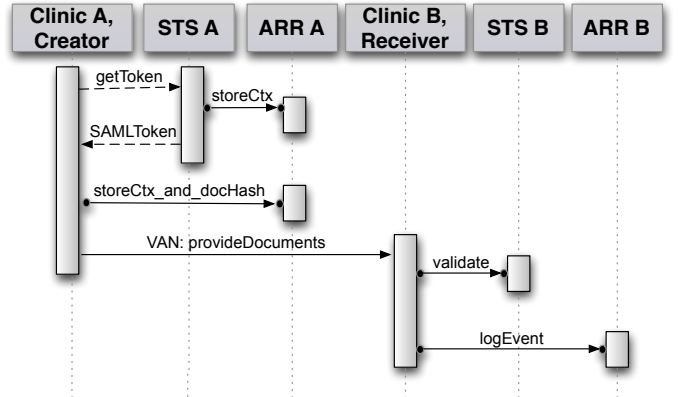 Clinic A,
Creator
STS A
ARR A
Clinic B,
Receiver
STS B
ARR B
getToken
storeCtx
SAMLToken
storeCtx_and_docHash
VAN: provideDocuments
validate
logEvent